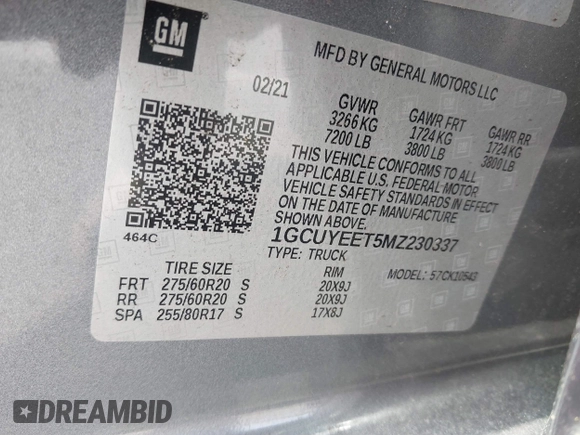 GM
MFD BY GENERAL MOTORS LLC
02/21
GVWR GAWR FRT GAWR RR
3266 KG 1724 KG 1724 KG
7200 LB 3800 LB 3800 LB
THIS VEHICLE CONFORMS TO ALL
APPLICABLE U.S. FEDERAL MOTOR
VEHICLE SAFETY STANDARDS IN EFFECT
ON THE DATE OF MANUFACTURE
SHOWN ABOVE.
464C
1GCUYEET5MZ230337
TYPE: TRUCK MODEL: 57CK10543
TIRE SIZE RIM
FRT 275/60R20 S 20X9J
RR 275/60R20 S 20X9J
SPA 255/80R17 S 17X8J
DREAMBID